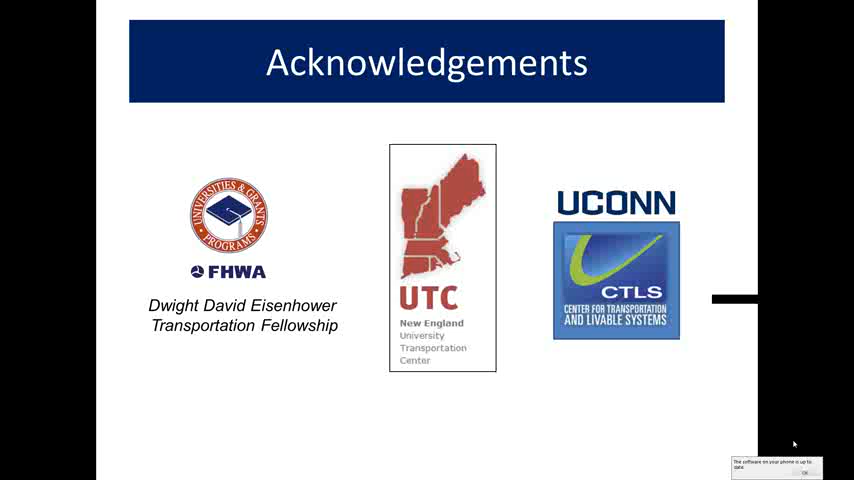 Acknowledgements
UNIVERSITIES & GRANTS
PROGRAMS
FHWA
Dwight David Eisenhower
Transportation Fellowship
UTC
New England
University
Transportation
Center
UCONN
CTLS
CENTER FOR TRANSPORTATION
AND LIVABLE SYSTEMS
The software on your phone is up to
date
OK